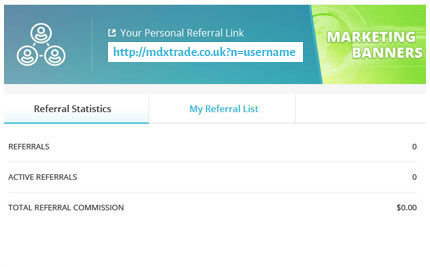 Your Personal Referral Link
http://mdxtrade.co.uk?n=username
MARKETING
BANNERS
Referral Statistics
My Referral List
REFERRALS 0
ACTIVE REFERRALS 0
TOTAL REFERRAL COMMISSION $0.00